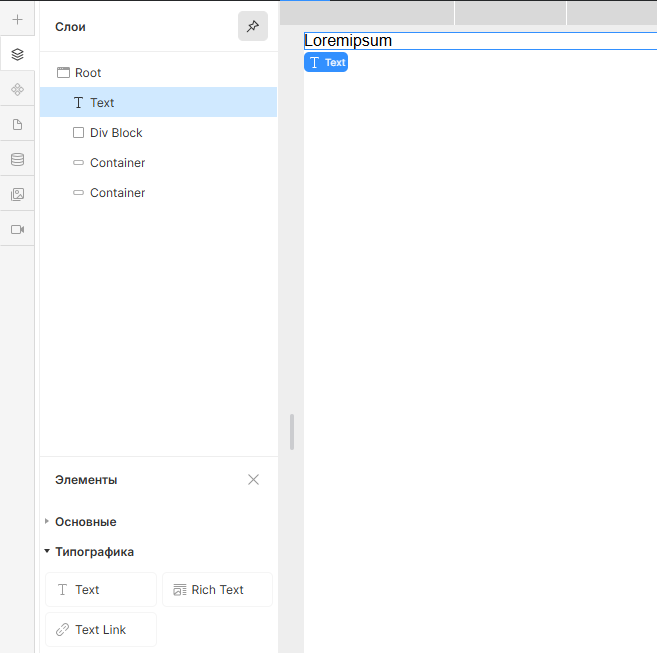 Слои
Root
Text
Div Block
Container
Container
Loremipsum
Text
Элементы
Основные
Типографика
Text
Rich Text
Text Link